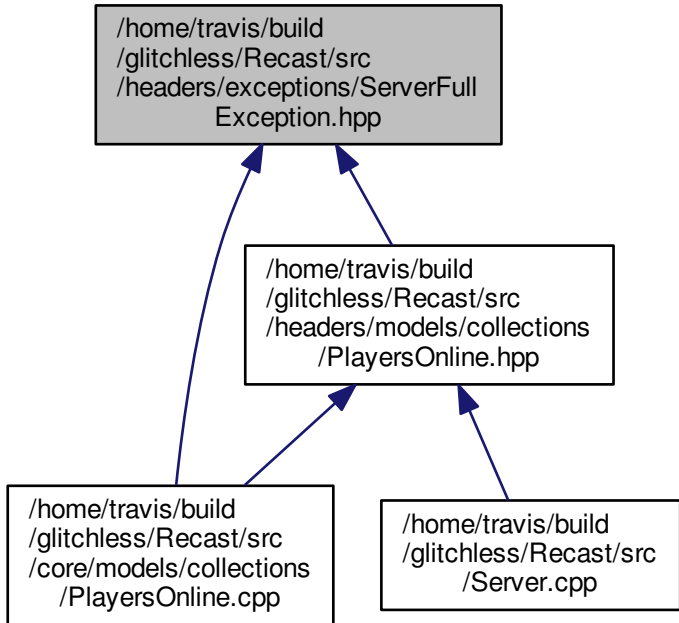 /home/travis/build
/glitchless/Recast/src
/headers/exceptions/ServerFull
Exception.hpp
/home/travis/build
/glitchless/Recast/src
/headers/models/collections
/PlayersOnline.hpp
/home/travis/build
/glitchless/Recast/src
/core/models/collections
/PlayersOnline.cpp
/home/travis/build
/glitchless/Recast/src
/Server.cpp